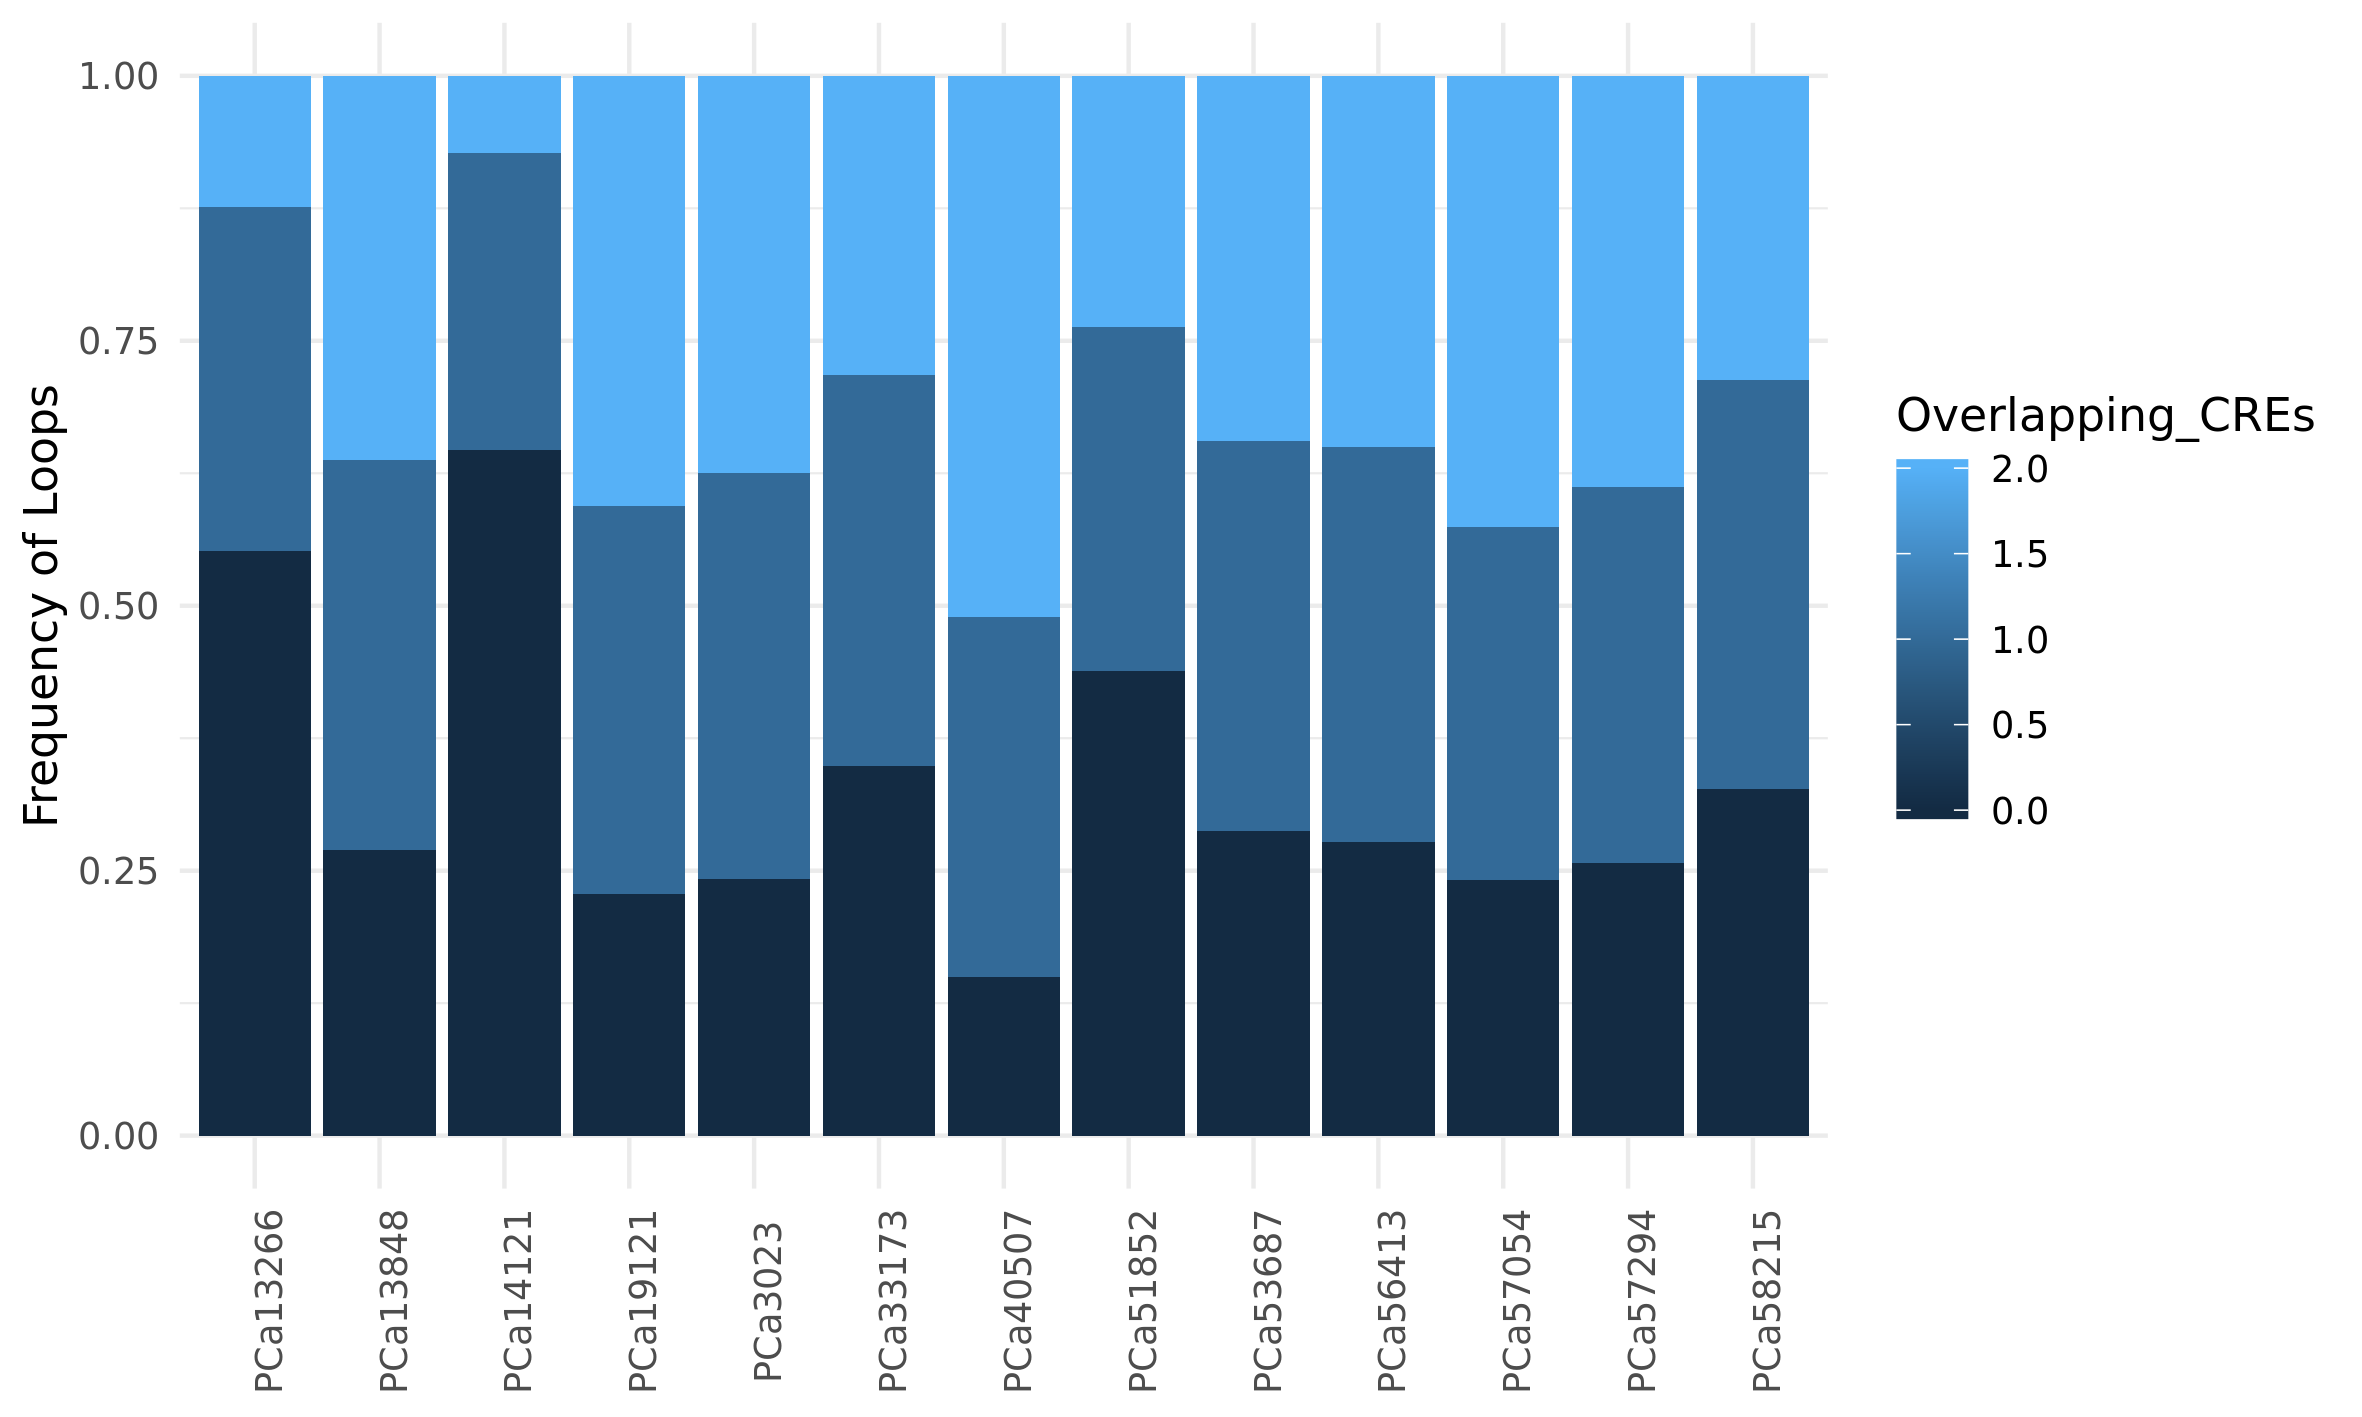 Frequency of Loops
1.00
0.75
0.50
0.25
0.00
PCa13266
PCa13848
PCa14121
PCa19121
PCa3023
PCa33173
PCa40507
PCa51852
PCa53687
PCa56413
PCa57054
PCa57294
PCa58215
Overlapping_CREs
2.0
1.5
1.0
0.5
0.0